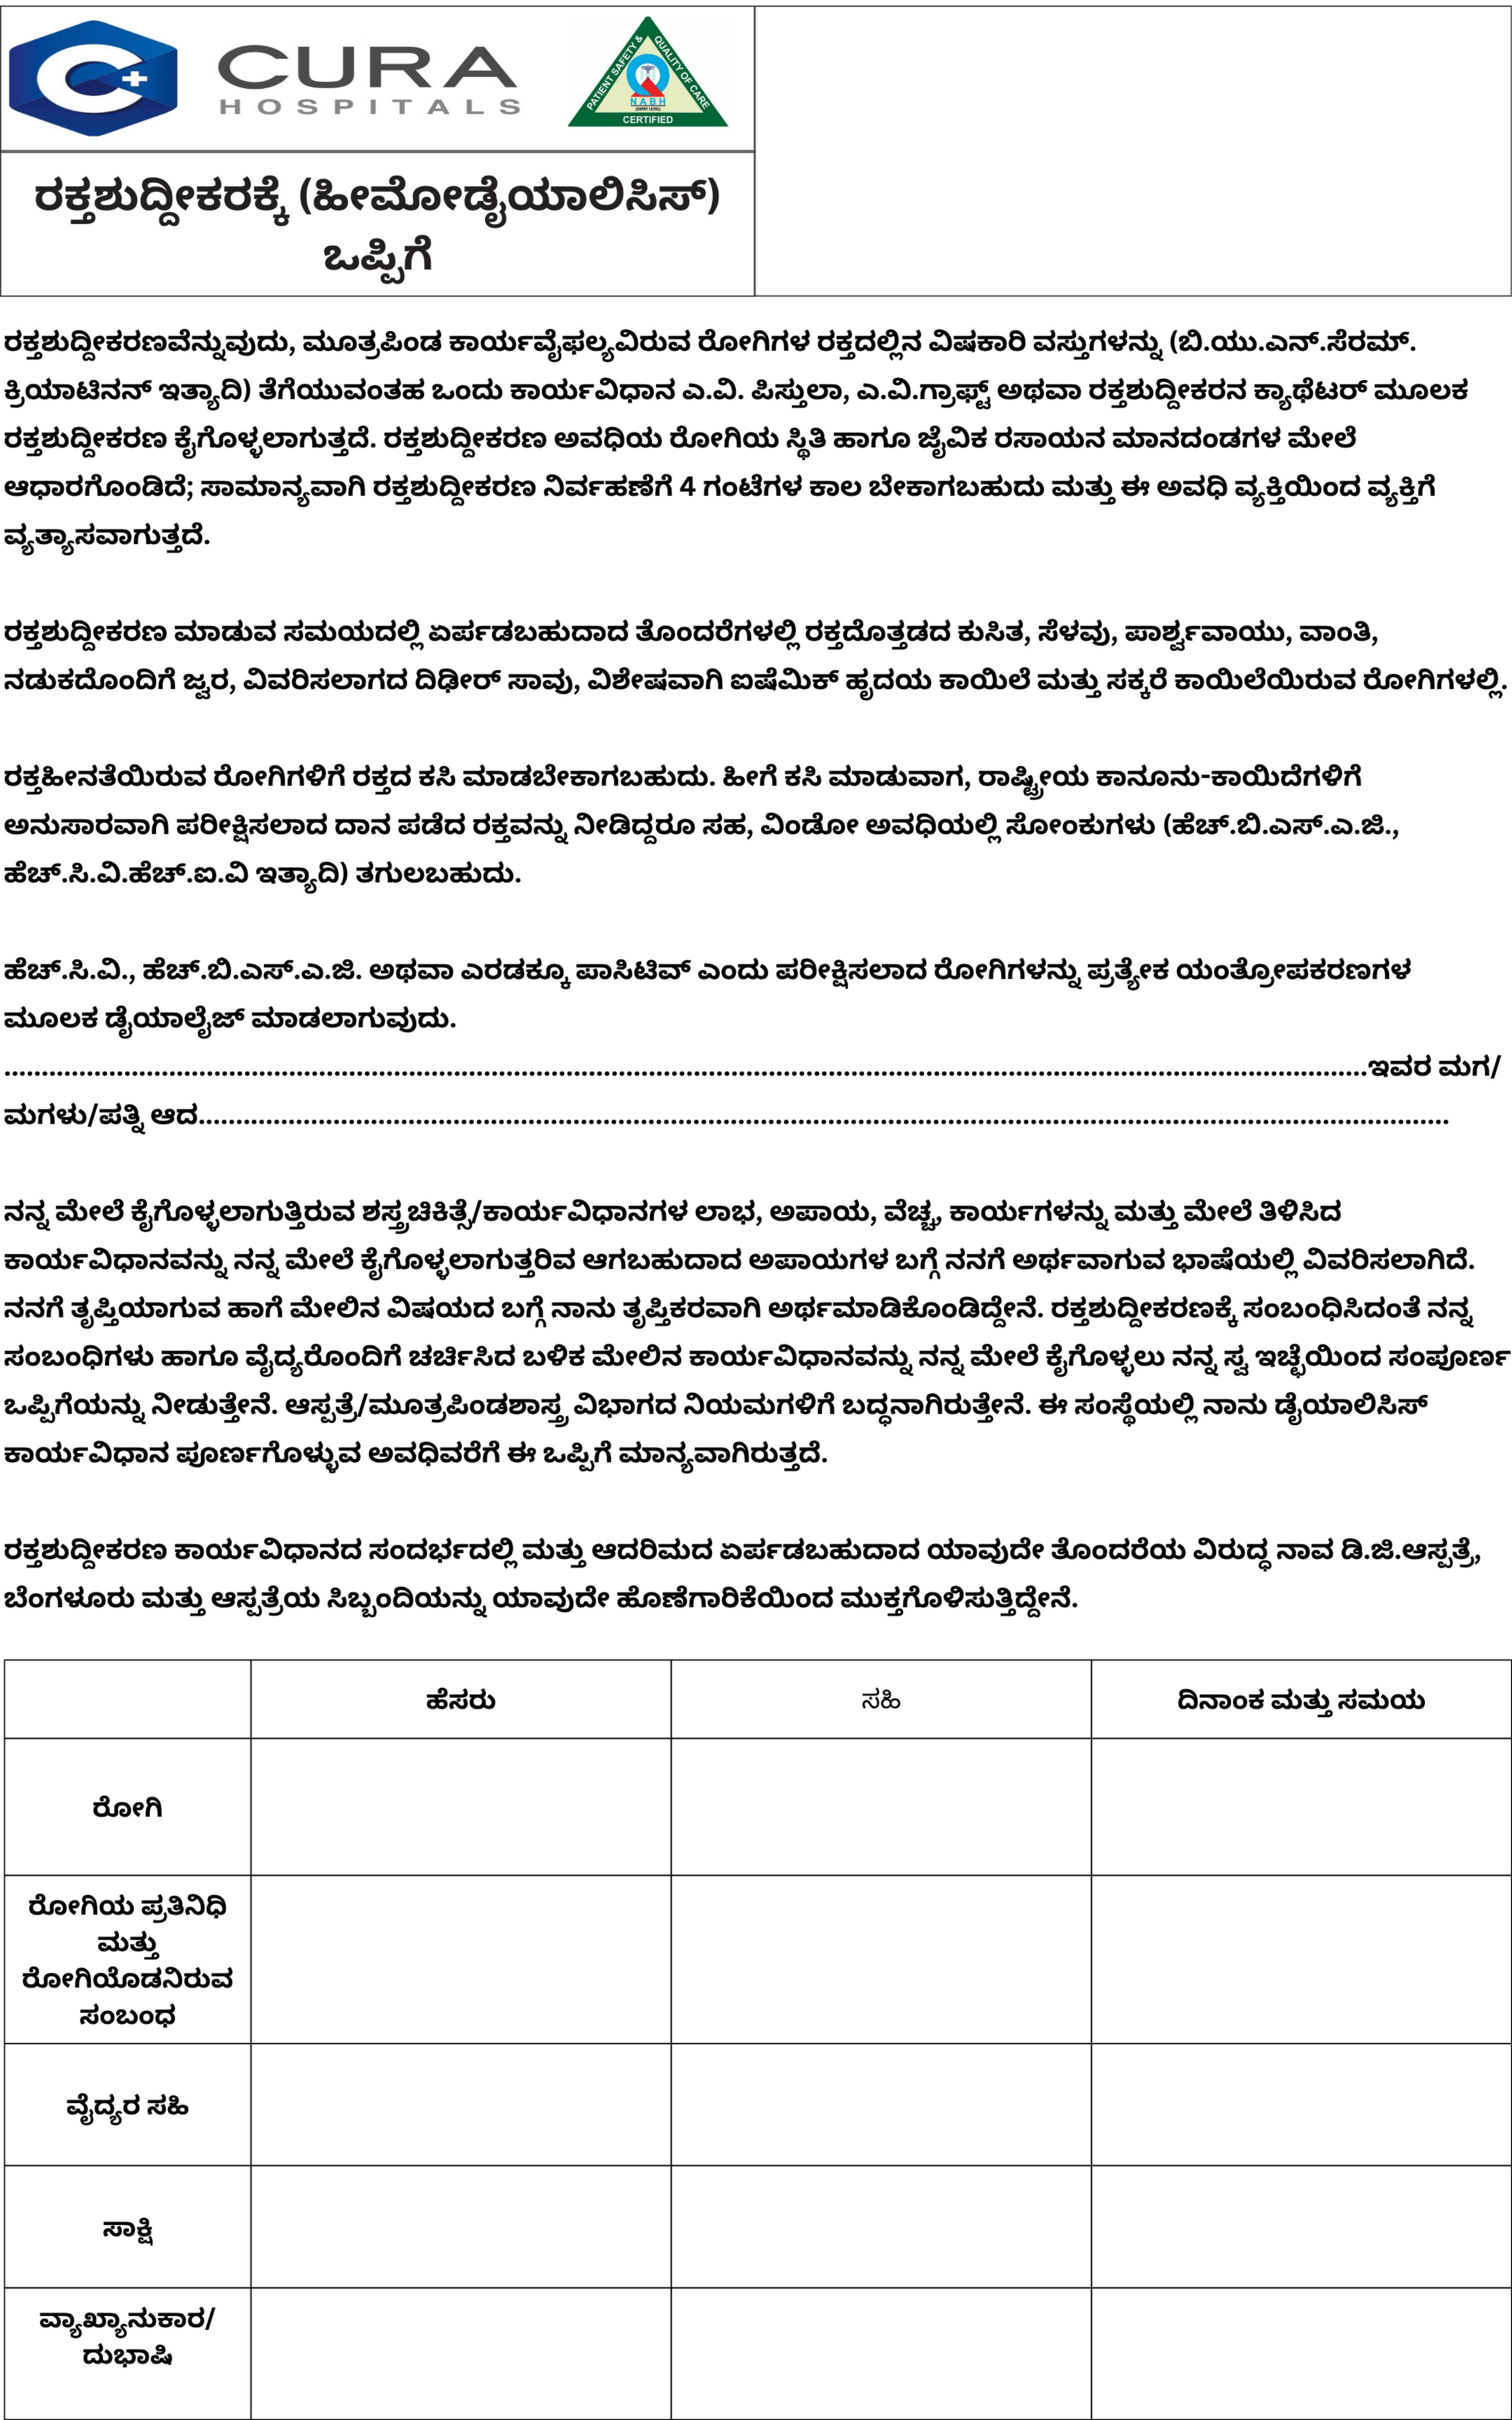 CURA
HOSPITALS
PATIENT SAFETY & QUALITY OF CARE
NABH
(ENTRY LEVEL)
CERTIFIED
ರಕ್ತಶುದ್ದೀಕರಕ್ಕೆ (ಹೀಮೋಡೈಯಾಲಿಸಿಸ್)
ಒಪ್ಪಿಗೆ
ರಕ್ತಶುದ್ದೀಕರಣವೆನ್ನುವುದು, ಮೂತ್ರಪಿಂಡ ಕಾರ್ಯವೈಫಲ್ಯವಿರುವ ರೋಗಿಗಳ ರಕ್ತದಲ್ಲಿನ ವಿಷಕಾರಿ ವಸ್ತುಗಳನ್ನು (ಬಿ.ಯು.ಎನ್.ಸೆರಮ್.
ಕ್ರಿಯಾಟಿನನ್ ಇತ್ಯಾದಿ) ತೆಗೆಯುವಂತಹ ಒಂದು ಕಾರ್ಯವಿಧಾನ ಎ.ವಿ. ಪಿಸ್ತುಲಾ, ಎ.ವಿ.ಗ್ರಾಫ್ಟ್ ಅಥವಾ ರಕ್ತಶುದ್ದೀಕರನ ಕ್ಯಾಥೆಟರ್ ಮೂಲಕ
ರಕ್ತಶುದ್ದೀಕರಣ ಕೈಗೊಳ್ಳಲಾಗುತ್ತದೆ. ರಕ್ತಶುದ್ದೀಕರಣ ಅವಧಿಯ ರೋಗಿಯ ಸ್ಥಿತಿ ಹಾಗೂ ಜೈವಿಕ ರಸಾಯನ ಮಾನದಂಡಗಳ ಮೇಲೆ
ಆಧಾರಗೊಂಡಿದೆ; ಸಾಮಾನ್ಯವಾಗಿ ರಕ್ತಶುದ್ದೀಕರಣ ನಿರ್ವಹಣೆಗೆ 4 ಗಂಟೆಗಳ ಕಾಲ ಬೇಕಾಗಬಹುದು ಮತ್ತು ಈ ಅವಧಿ ವ್ಯಕ್ತಿಯಿಂದ ವ್ಯಕ್ತಿಗೆ
ವ್ಯತ್ಯಾಸವಾಗುತ್ತದೆ.
ರಕ್ತಶುದ್ದೀಕರಣ ಮಾಡುವ ಸಮಯದಲ್ಲಿ ಏರ್ಪಡಬಹುದಾದ ತೊಂದರೆಗಳಲ್ಲಿ ರಕ್ತದೊತ್ತಡದ ಕುಸಿತ, ಸೆಳವು, ಪಾರ್ಶ್ವವಾಯು, ವಾಂತಿ,
ನಡುಕದೊಂದಿಗೆ ಜ್ವರ, ವಿವರಿಸಲಾಗದ ದಿಢೀರ್ ಸಾವು, ವಿಶೇಷವಾಗಿ ಐಷೆಮಿಕ್ ಹೃದಯ ಕಾಯಿಲೆ ಮತ್ತು ಸಕ್ಕರೆ ಕಾಯಿಲೆಯಿರುವ ರೋಗಿಗಳಲ್ಲಿ.
ರಕ್ತಹೀನತೆಯಿರುವ ರೋಗಿಗಳಿಗೆ ರಕ್ತದ ಕಸಿ ಮಾಡಬೇಕಾಗಬಹುದು. ಹೀಗೆ ಕಸಿ ಮಾಡುವಾಗ, ರಾಷ್ಟ್ರೀಯ ಕಾನೂನು-ಕಾಯಿದೆಗಳಿಗೆ
ಅನುಸಾರವಾಗಿ ಪರೀಕ್ಷಿಸಲಾದ ದಾನ ಪಡೆದ ರಕ್ತವನ್ನು ನೀಡಿದ್ದರೂ ಸಹ, ವಿಂಡೋ ಅವಧಿಯಲ್ಲಿ ಸೋಂಕುಗಳು (ಹೆಚ್.ಬಿ.ಎಸ್.ಎ.ಜಿ.,
ಹೆಚ್.ಸಿ.ವಿ.ಹೆಚ್.ಐ.ವಿ ಇತ್ಯಾದಿ) ತಗುಲಬಹುದು.
ಹೆಚ್.ಸಿ.ವಿ., ಹೆಚ್.ಬಿ.ಎಸ್.ಎ.ಜಿ. ಅಥವಾ ಎರಡಕ್ಕೂ ಪಾಸಿಟಿವ್ ಎಂದು ಪರೀಕ್ಷಿಸಲಾದ ರೋಗಿಗಳನ್ನು ಪ್ರತ್ಯೇಕ ಯಂತ್ರೋಪಕರಣಗಳ
ಮೂಲಕ ಡೈಯಾಲೈಜ್ ಮಾಡಲಾಗುವುದು.
................................................................................ಇವರ ಮಗ/
ಮಗಳು/ಪತ್ನಿ ಆದ................................................................................
ನನ್ನ ಮೇಲೆ ಕೈಗೊಳ್ಳಲಾಗುತ್ತಿರುವ ಶಸ್ತ್ರಚಿಕಿತ್ಸೆ/ಕಾರ್ಯವಿಧಾನಗಳ ಲಾಭ, ಅಪಾಯ, ವೆಚ್ಚ, ಕಾರ್ಯಗಳನ್ನು ಮತ್ತು ಮೇಲೆ ತಿಳಿಸಿದ
ಕಾರ್ಯವಿಧಾನವನ್ನು ನನ್ನ ಮೇಲೆ ಕೈಗೊಳ್ಳಲಾಗುತ್ತರಿವ ಆಗಬಹುದಾದ ಅಪಾಯಗಳ ಬಗ್ಗೆ ನನಗೆ ಅರ್ಥವಾಗುವ ಭಾಷೆಯಲ್ಲಿ ವಿವರಿಸಲಾಗಿದೆ.
ನನಗೆ ತೃಪ್ತಿಯಾಗುವ ಹಾಗೆ ಮೇಲಿನ ವಿಷಯದ ಬಗ್ಗೆ ನಾನು ತೃಪ್ತಿಕರವಾಗಿ ಅರ್ಥಮಾಡಿಕೊಂಡಿದ್ದೇನೆ. ರಕ್ತಶುದ್ದೀಕರಣಕ್ಕೆ ಸಂಬಂಧಿಸಿದಂತೆ ನನ್ನ
ಸಂಬಂಧಿಗಳು ಹಾಗೂ ವೈದ್ಯರೊಂದಿಗೆ ಚರ್ಚಿಸಿದ ಬಳಿಕ ಮೇಲಿನ ಕಾರ್ಯವಿಧಾನವನ್ನು ನನ್ನ ಮೇಲೆ ಕೈಗೊಳ್ಳಲು ನನ್ನ ಸ್ವ ಇಚ್ಛೆಯಿಂದ ಸಂಪೂರ್ಣ
ಒಪ್ಪಿಗೆಯನ್ನು ನೀಡುತ್ತೇನೆ. ಆಸ್ಪತ್ರೆ/ಮೂತ್ರಪಿಂಡಶಾಸ್ತ್ರ ವಿಭಾಗದ ನಿಯಮಗಳಿಗೆ ಬದ್ಧನಾಗಿರುತ್ತೇನೆ. ಈ ಸಂಸ್ಥೆಯಲ್ಲಿ ನಾನು ಡೈಯಾಲಿಸಿಸ್
ಕಾರ್ಯವಿಧಾನ ಪೂರ್ಣಗೊಳ್ಳುವ ಅವಧಿವರೆಗೆ ಈ ಒಪ್ಪಿಗೆ ಮಾನ್ಯವಾಗಿರುತ್ತದೆ.
ರಕ್ತಶುದ್ದೀಕರಣ ಕಾರ್ಯವಿಧಾನದ ಸಂದರ್ಭದಲ್ಲಿ ಮತ್ತು ಆದರಿಮದ ಏರ್ಪಡಬಹುದಾದ ಯಾವುದೇ ತೊಂದರೆಯ ವಿರುದ್ಧ ನಾವ ಡಿ.ಜಿ.ಆಸ್ಪತ್ರೆ,
ಬೆಂಗಳೂರು ಮತ್ತು ಆಸ್ಪತ್ರೆಯ ಸಿಬ್ಬಂದಿಯನ್ನು ಯಾವುದೇ ಹೊಣೆಗಾರಿಕೆಯಿಂದ ಮುಕ್ತಗೊಳಿಸುತ್ತಿದ್ದೇನೆ.
ಹೆಸರು ಸಹಿ ದಿನಾಂಕ ಮತ್ತು ಸಮಯ
ರೋಗಿ
ರೋಗಿಯ ಪ್ರತಿನಿಧಿ
ಮತ್ತು
ರೋಗಿಯೊಡನಿರುವ
ಸಂಬಂಧ
ವೈದ್ಯರ ಸಹಿ
ಸಾಕ್ಷಿ
ವ್ಯಾಖ್ಯಾನುಕಾರ/
ದುಭಾಷಿ